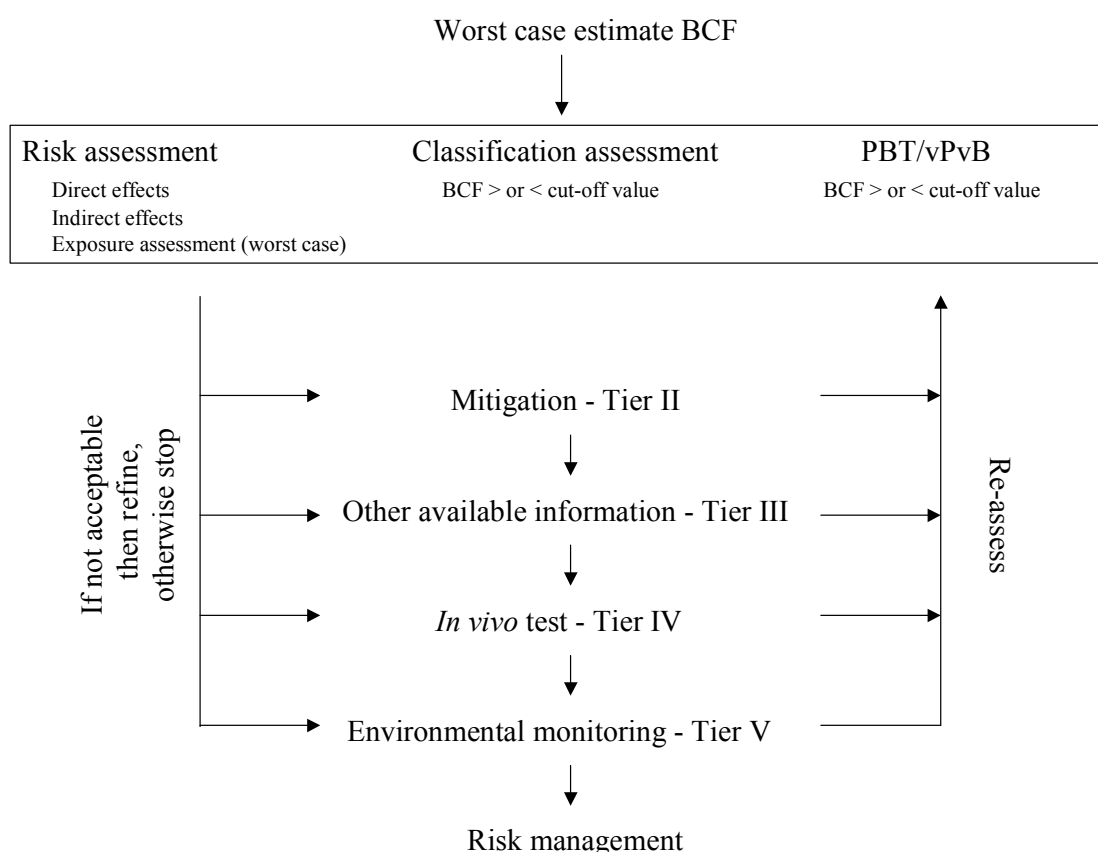 Worst case estimate BCF
Risk assessment
Direct effects
Indirect effects
Exposure assessment (worst case)
Classification assessment
BCF > or < cut-off value
PBT/vPvB
BCF > or < cut-off value
If not acceptable
then refine,
otherwise stop
Mitigation - Tier II
Other available information - Tier III
In vivo test - Tier IV
Environmental monitoring - Tier V
Re-assess
Risk management